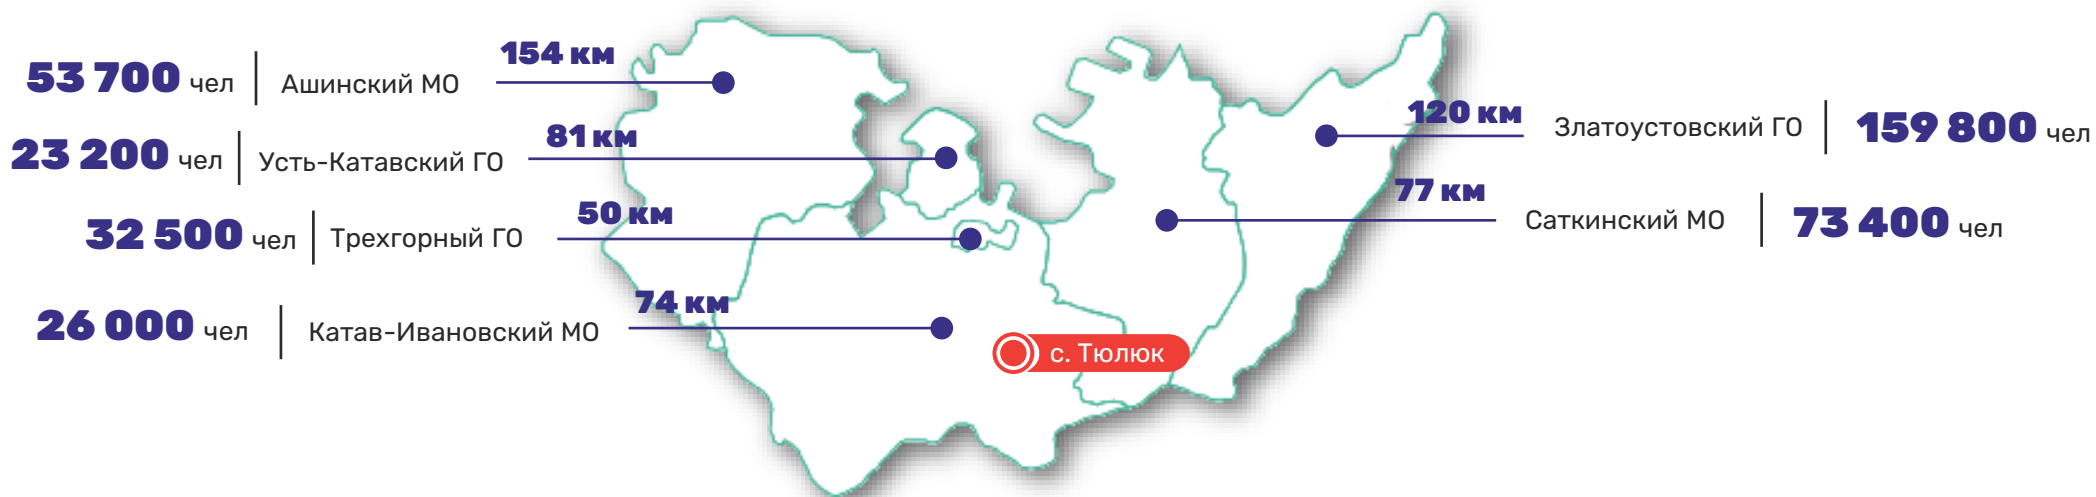 53 700 чел Ашинский МО 154 км
23 200 чел Усть-Катавский ГО 81 км
32 500 чел Трехгорный ГО 50 км
26 000 чел Катав-Ивановский МО 74 км
120 км Златоустовский ГО 159 800 чел
77 км Саткинский МО 73 400 чел
с. Тюлюк